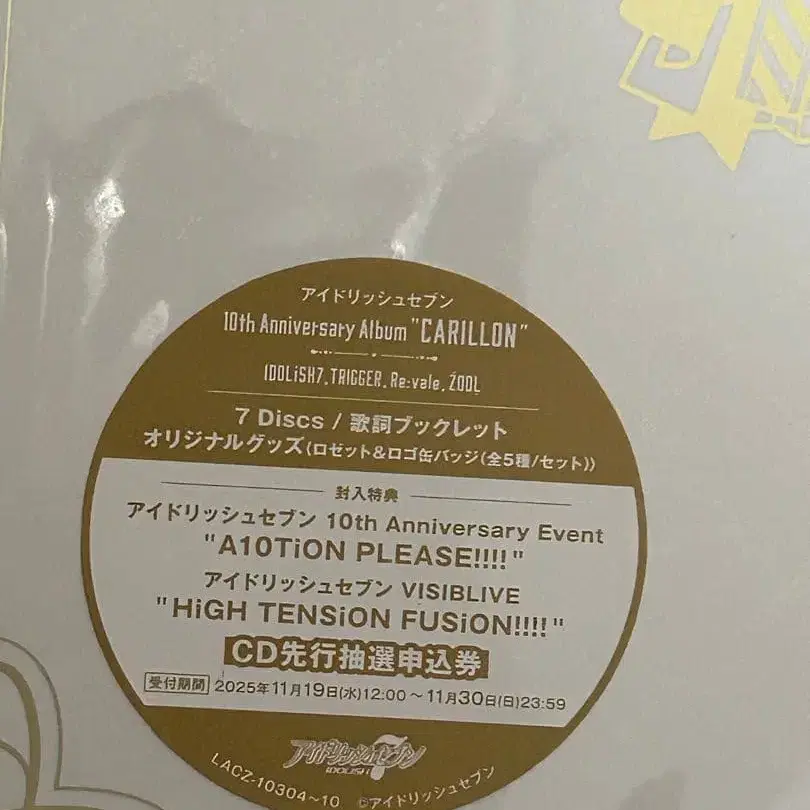 アイドリッシュセブン
10th Anniversary Album "CARILLON"
IDOLiSH7, TRIGGER, Re:vale, ŹOOĻ
7 Discs / 歌詞ブックレット
オリジナルグッズ(ロゼット&ロゴ缶バッジ(全5種/セット))
封入特典
アイドリッシュセブン 10th Anniversary Event
"A10TiON PLEASE!!!!"
アイドリッシュセブン VISIBLIVE
"HiGH TENSiON FUSiON!!!!"
CD先行抽選申込券
受付期間 2025年11月19日(水)12:00～11月30日(日)23:59
アイドリッシュセブン
IDOLiSH7
LACZ-10304～10 ©アイドリッシュセブン